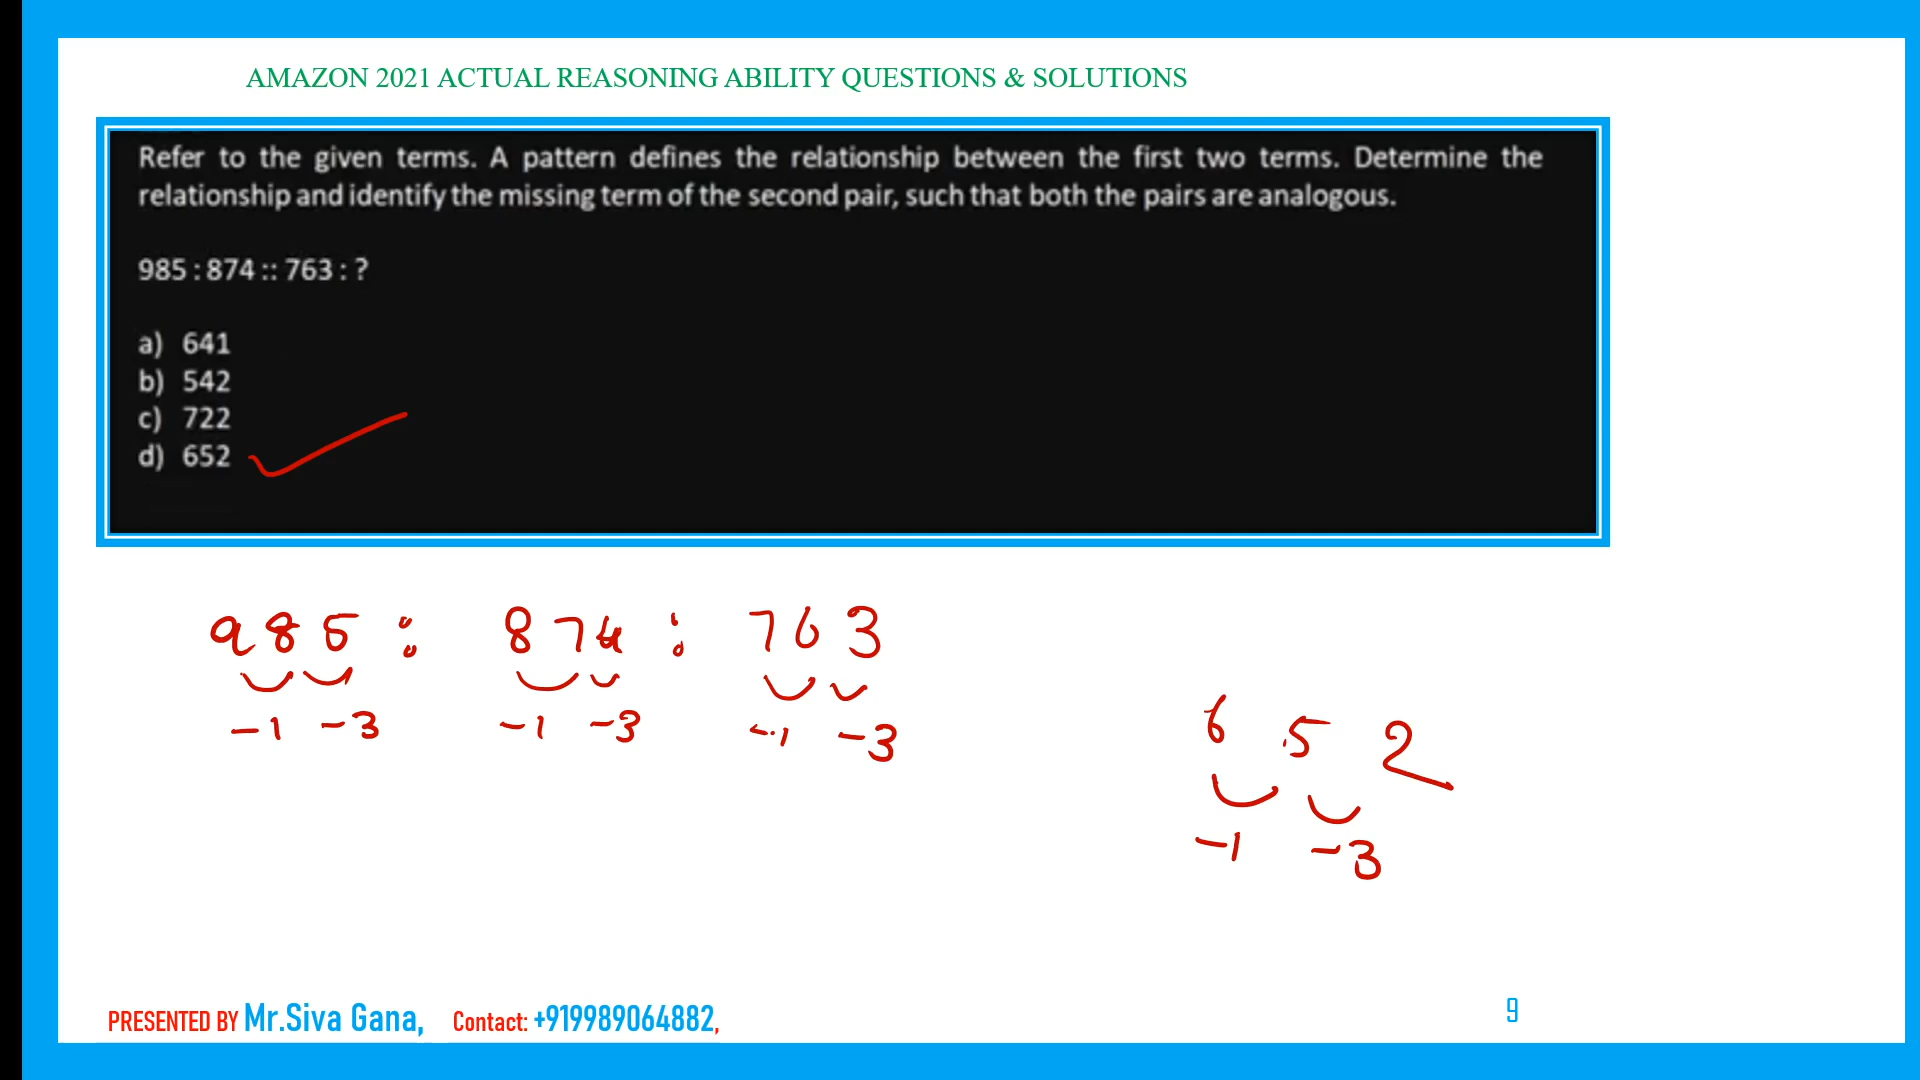 AMAZON 2021 ACTUAL REASONING ABILITY QUESTIONS & SOLUTIONS
Refer to the given terms. A pattern defines the relationship between the first two terms. Determine the
relationship and identify the missing term of the second pair, such that both the pairs are analogous.
985 : 874 :: 763 : ?
a) 641
b) 542
c) 722
d) 652
985 : 874 : 763
-1 -3 -1 -3 -1 -3
6 5 2
-1 -3
PRESENTED BY Mr.Siva Gana, Contact: +919989064882,
9